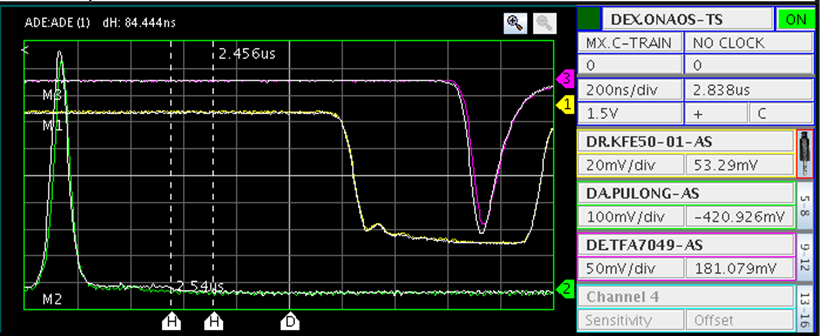 ADE:ADE (1) dH: 84.444ns
<
2.456us
M3
M1
2.54us
M2
3
1
2
H
H
D
DEX.ONAOS-TS
ON
MX.C-TRAIN
NO CLOCK
0
0
200ns/div
2.838us
1.5V
+
C
DR.KFE50-01-AS
20mV/div
53.29mV
DA.PULONG-AS
100mV/div
-420.926mV
5-8
DE.TFA7049-AS
50mV/div
181.079mV
9-12
Channel 4
Sensitivity
Offset
13-16